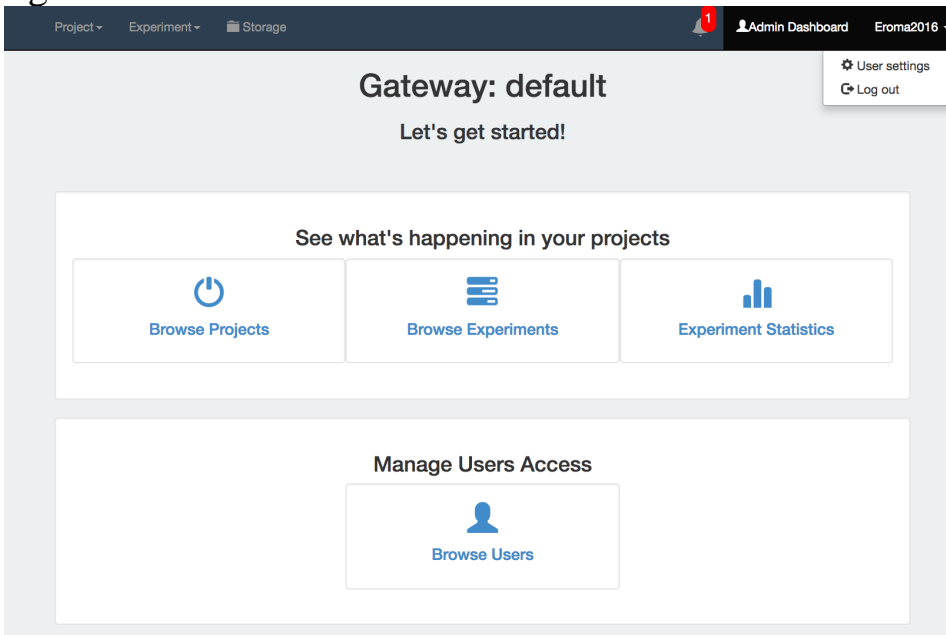 Project Experiment Storage 1 Admin Dashboard Eroma2016
User settings
Log out
Gateway: default
Let's get started!
See what's happening in your projects
Browse Projects Browse Experiments Experiment Statistics
Manage Users Access
Browse Users